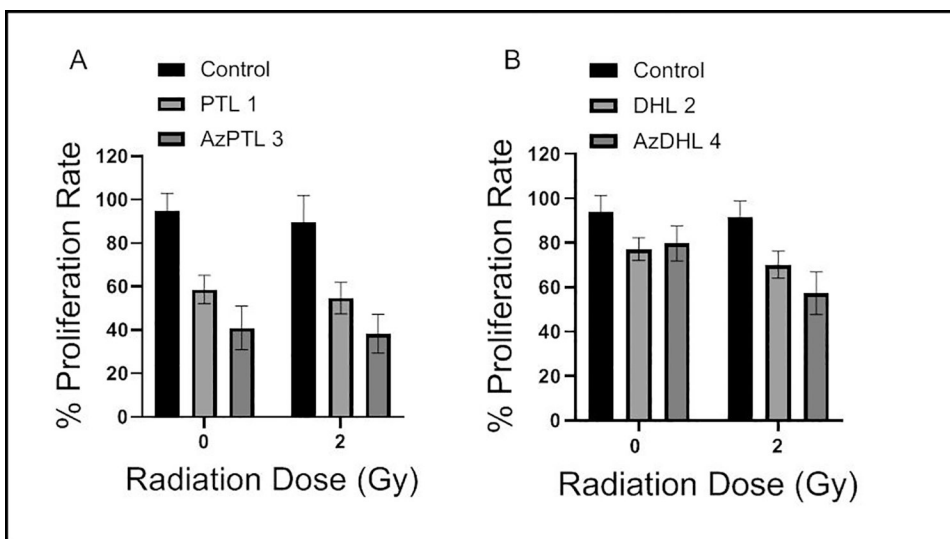 A
Control
PTL 1
AzPTL 3
% Proliferation Rate
120
100
80
60
40
20
0
0
2
Radiation Dose (Gy)
B
Control
DHL 2
AzDHL 4
% Proliferation Rate
120
100
80
60
40
20
0
0
2
Radiation Dose (Gy)